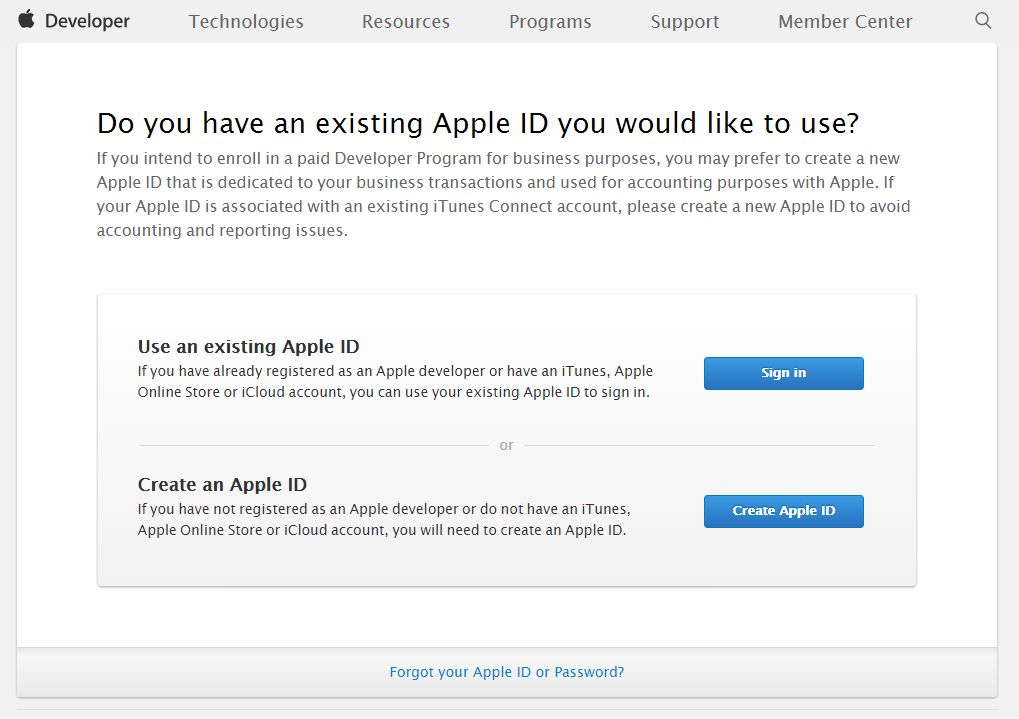 Developer Technologies Resources Programs Support Member Center
Do you have an existing Apple ID you would like to use?
If you intend to enroll in a paid Developer Program for business purposes, you may prefer to create a new
Apple ID that is dedicated to your business transactions and used for accounting purposes with Apple. If
your Apple ID is associated with an existing iTunes Connect account, please create a new Apple ID to avoid
accounting and reporting issues.
Use an existing Apple ID
If you have already registered as an Apple developer or have an iTunes, Apple
Online Store or iCloud account, you can use your existing Apple ID to sign in.
Sign in
or
Create an Apple ID
If you have not registered as an Apple developer or do not have an iTunes,
Apple Online Store or iCloud account, you will need to create an Apple ID.
Create Apple ID
Forgot your Apple ID or Password?